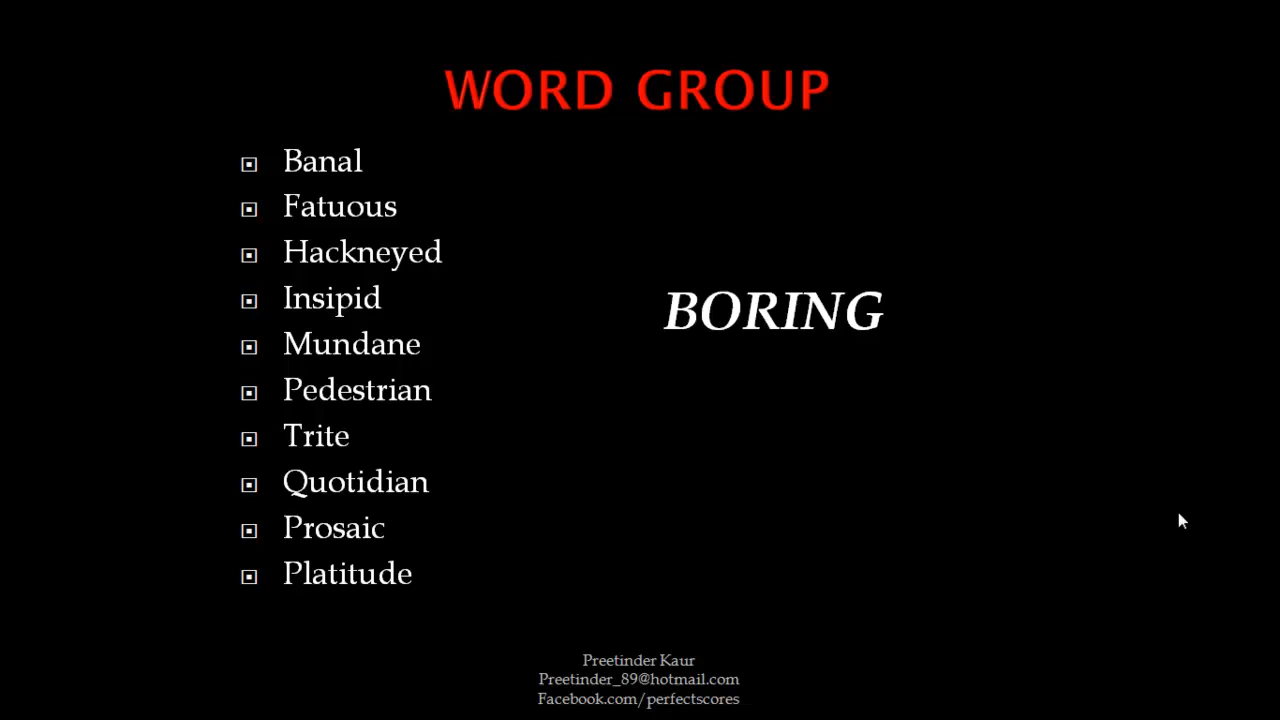 WORD GROUP
Banal
Fatuous
Hackneyed
Insipid
Mundane
Pedestrian
Trite
Quotidian
Prosaic
Platitude
BORING
Preetinder Kaur
Preetinder_89@hotmail.com
Facebook.com/perfectscores